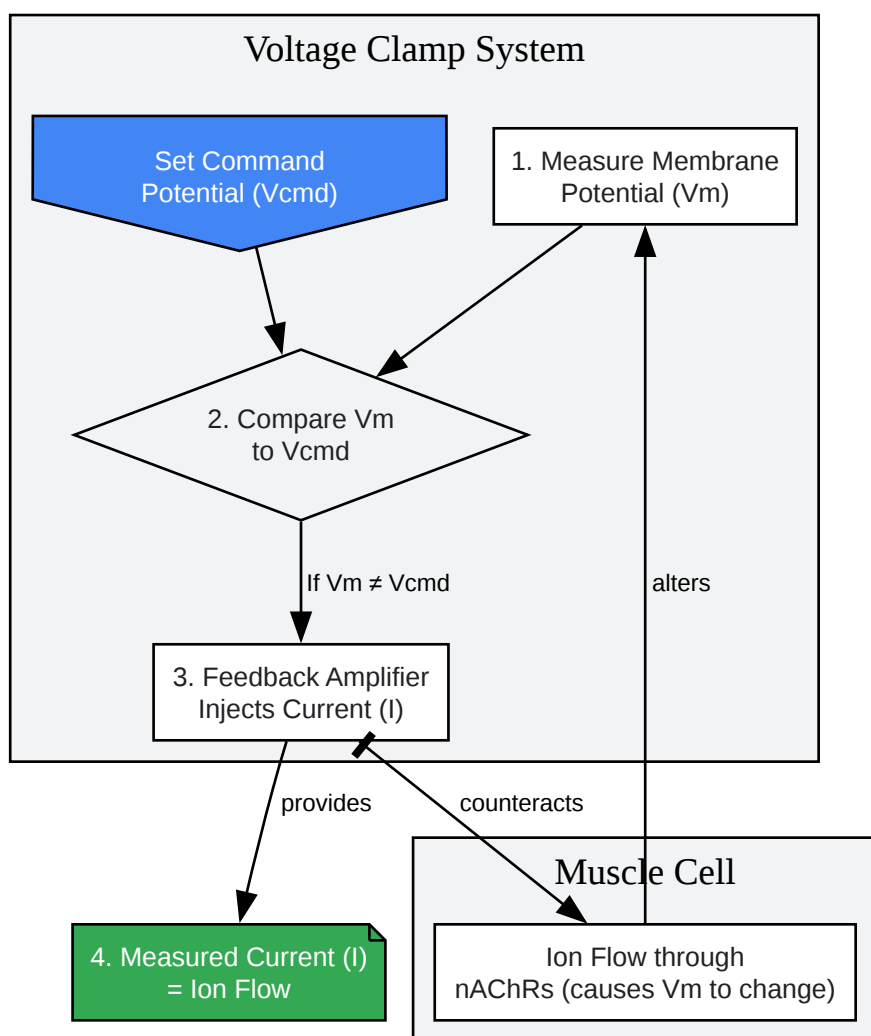 Voltage Clamp System
Set Command
Potential (Vcmd)
1. Measure Membrane
Potential (Vm)
2. Compare Vm
to Vcmd
If Vm ≠ Vcmd
alters
3. Feedback Amplifier
Injects Current (I)
provides
counteracts
Muscle Cell
4. Measured Current (I)
= Ion Flow
Ion Flow through
nAChRs (causes Vm to change)